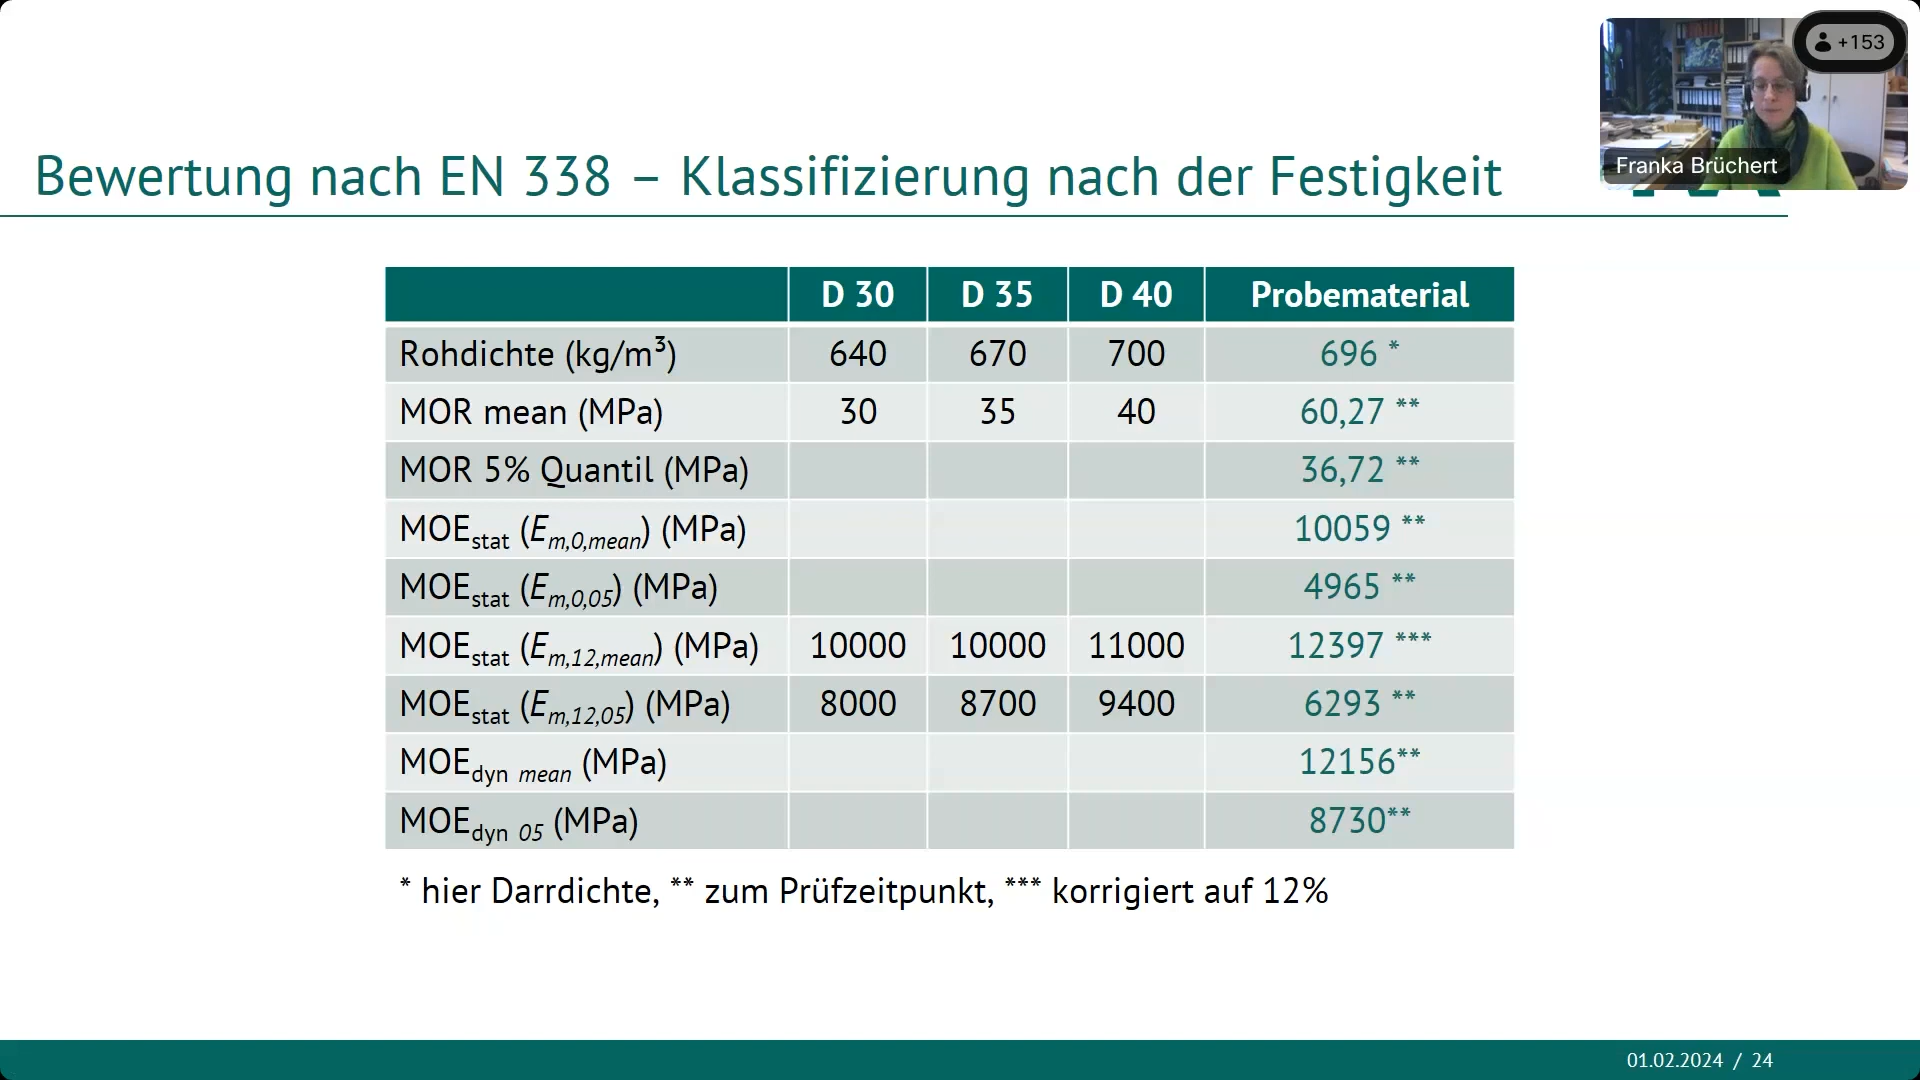 +153
Franka Brüchert
Bewertung nach EN 338 – Klassifizierung nach der Festigkeit
D 30 D 35 D 40 Probematerial
Rohdichte (kg/m³) 640 670 700 696 *
MOR mean (MPa) 30 35 40 60,27 **
MOR 5% Quantil (MPa) 36,72 **
MOEstat (Em,0,mean) (MPa) 10059 **
MOEstat (Em,0,05) (MPa) 4965 **
MOEstat (Em,12,mean) (MPa) 10000 10000 11000 12397 ***
MOEstat (Em,12,05) (MPa) 8000 8700 9400 6293 **
MOEdyn mean (MPa) 12156**
MOEdyn 05 (MPa) 8730**
* hier Darrdichte, ** zum Prüfzeitpunkt, *** korrigiert auf 12%
01.02.2024 / 24